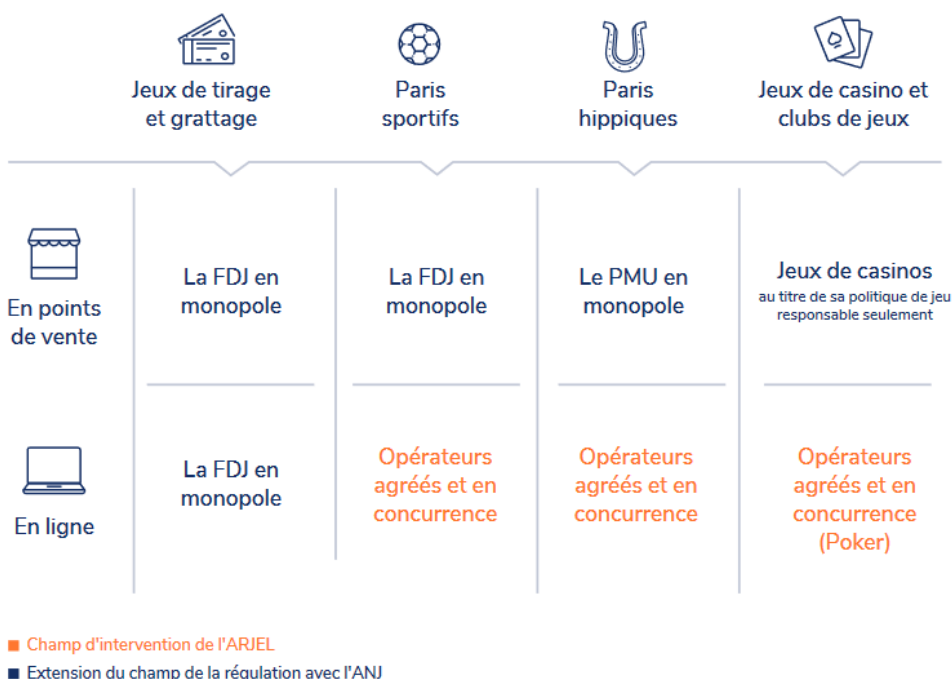 Jeux de tirage
et grattage
Paris
sportifs
Paris
hippiques
Jeux de casino et
clubs de jeux
En points
de vente
La FDJ en
monopole
La FDJ en
monopole
Le PMU en
monopole
Jeux de casinos
au titre de sa politique de jeu
responsable seulement
En ligne
La FDJ en
monopole
Opérateurs
agréés et en
concurrence
Opérateurs
agréés et en
concurrence
Opérateurs
agréés et en
concurrence
(Poker)
Champ d'intervention de l'ARJEL
Extension du champ de la régulation avec l'ANJ